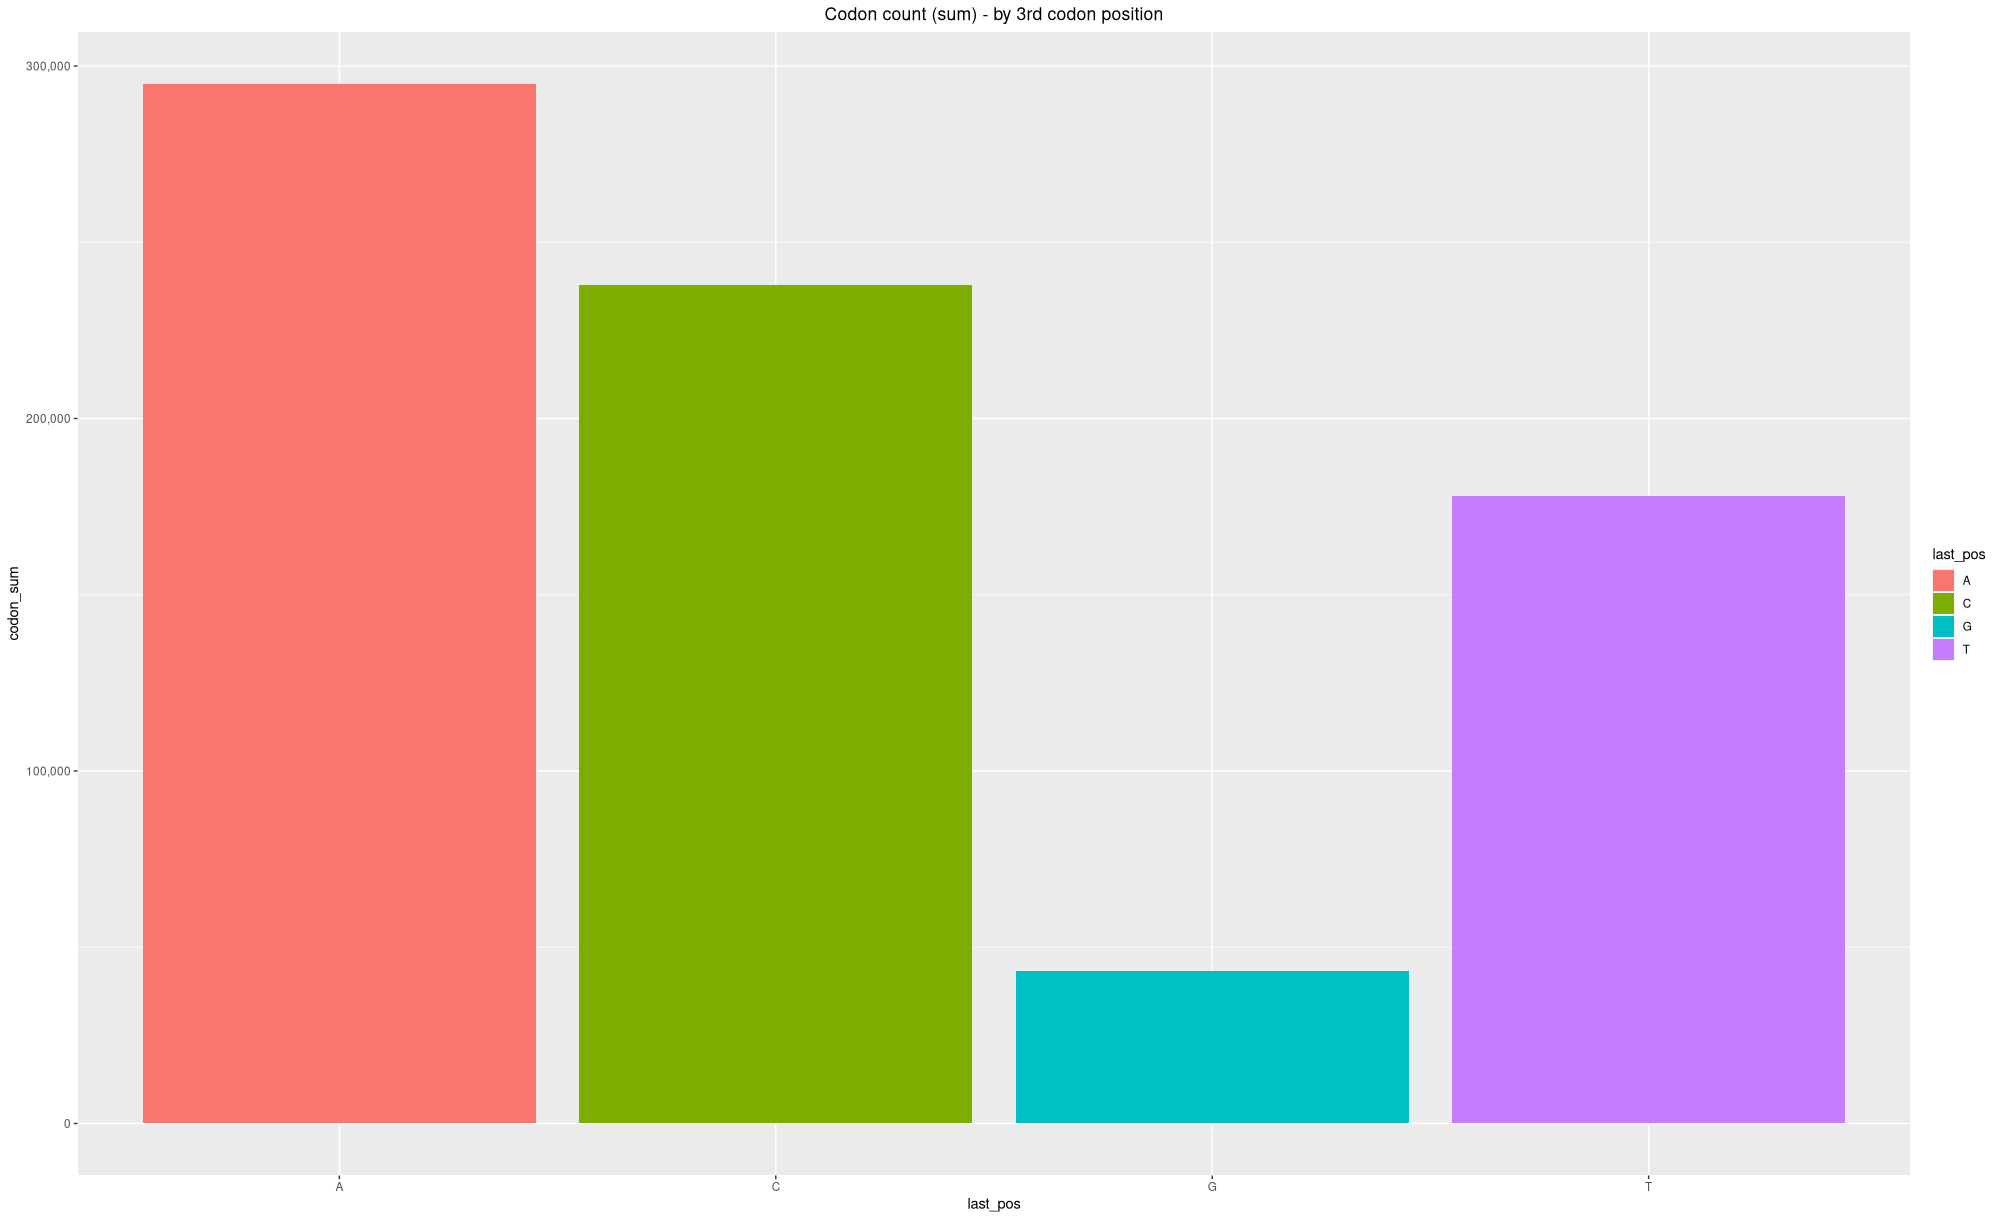 Codon count (sum) - by 3rd codon position
300,000
200,000
100,000
0
codon_sum
A
C
G
T
last_pos
last_pos
A
C
G
T